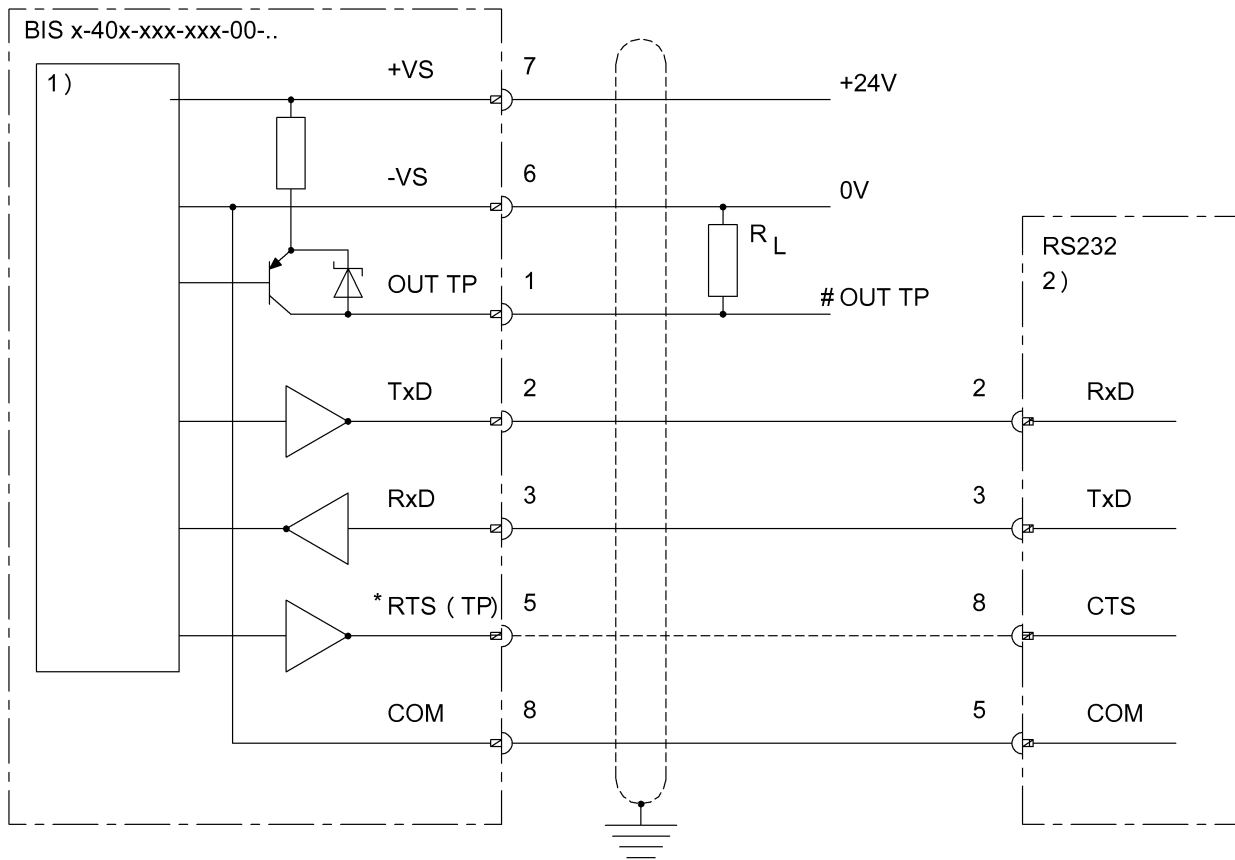 BIS x-40x-xxx-xxx-00-..
1)
+VS 7 +24V
-VS 6 0V
R L
RS232
2)
OUT TP 1 # OUT TP
TxD 2 2 RxD
RxD 3 3 TxD
* RTS ( TP) 5 8 CTS
COM 8 5 COM